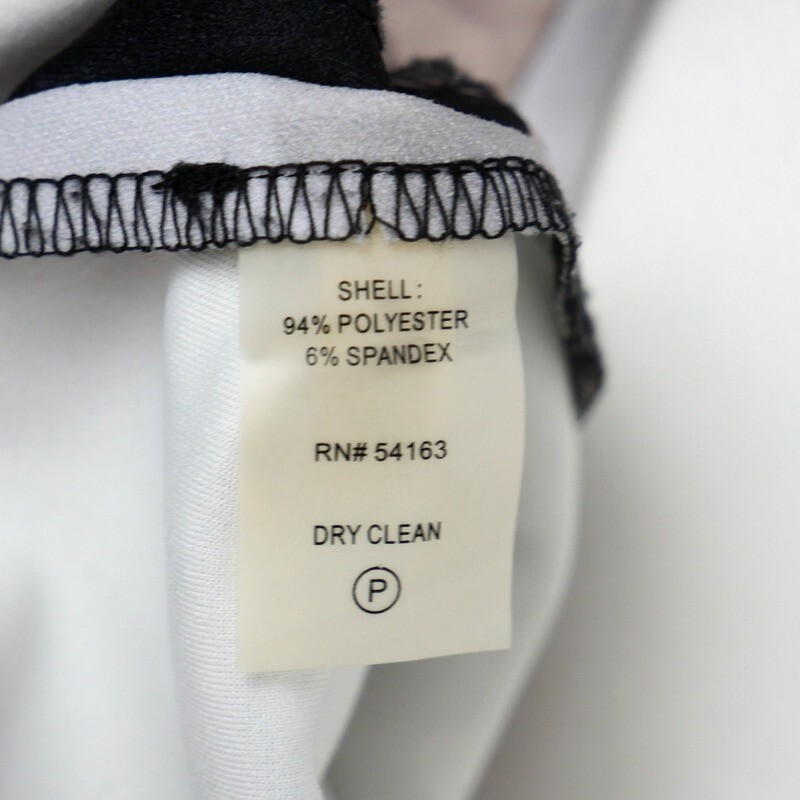 SHELL:
94% POLYESTER
6% SPANDEX
RN# 54163
DRY CLEAN
P